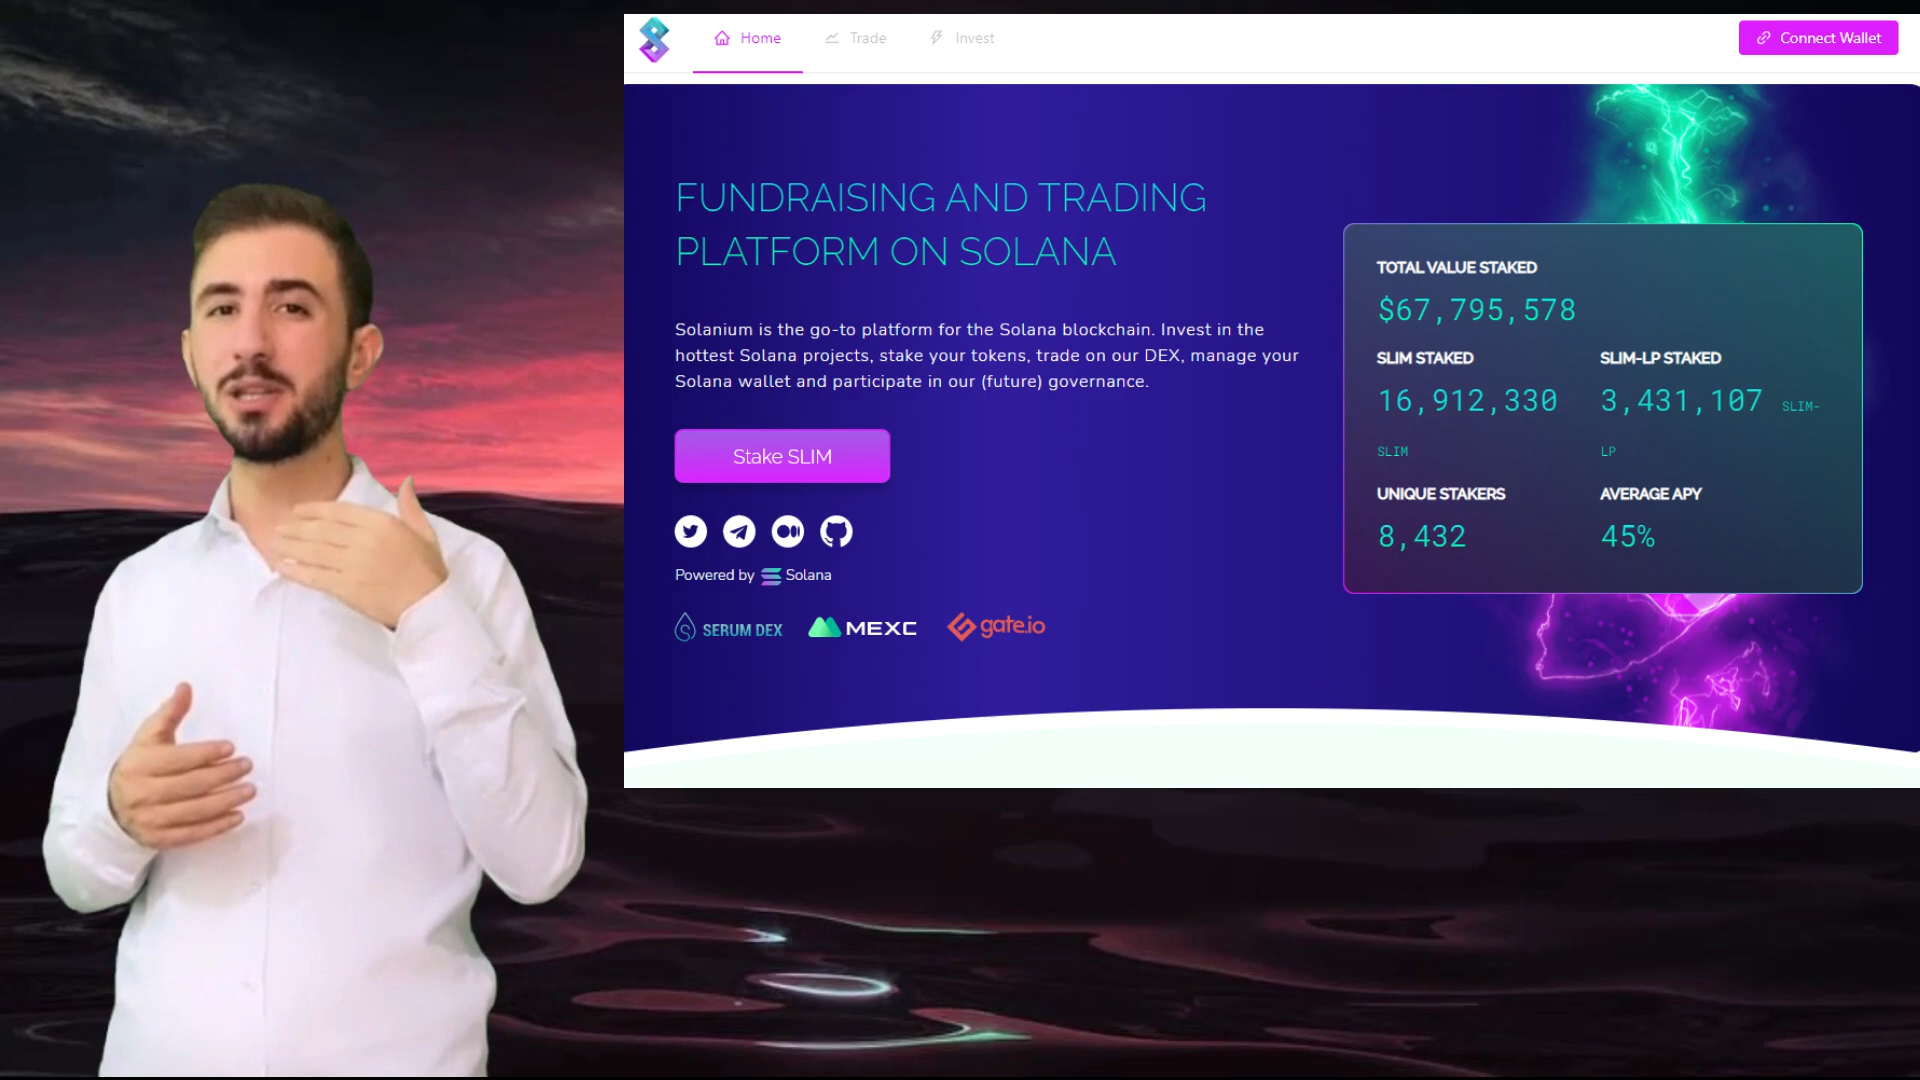 Home
Trade
Invest
Connect Wallet
FUNDRAISING AND TRADING
PLATFORM ON SOLANA
Solanium is the go-to platform for the Solana blockchain. Invest in the
hottest Solana projects, stake your tokens, trade on our DEX, manage your
Solana wallet and participate in our (future) governance.
Stake SLIM
Powered by Solana
SERUM DEX
MEXC
gate.io
TOTAL VALUE STAKED
$67,795,578
SLIM STAKED
16,912,330
SLIM
SLIM-LP STAKED
3,431,107 SLIM-
LP
UNIQUE STAKERS
8,432
AVERAGE APY
45%